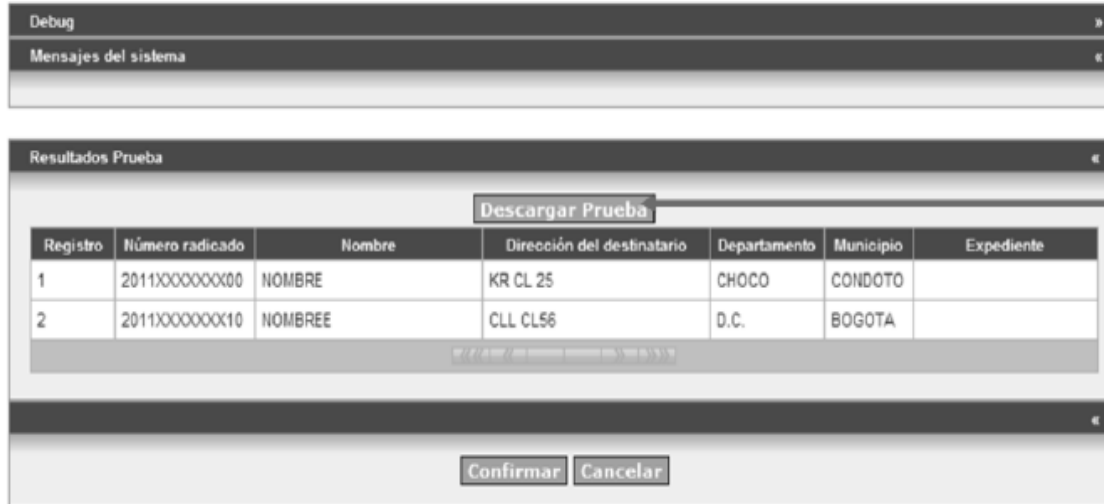 Debug »
Mensajes del sistema «
Resultados Prueba «
Descargar Prueba
Registro Número radicado Nombre Dirección del destinatario Departamento Municipio Expediente
1 2011XXXXXXX00 NOMBRE KR CL 25 CHOCO CONDOTO
2 2011XXXXXXX10 NOMBREE CLL CL56 D.C. BOGOTA
«
Confirmar Cancelar